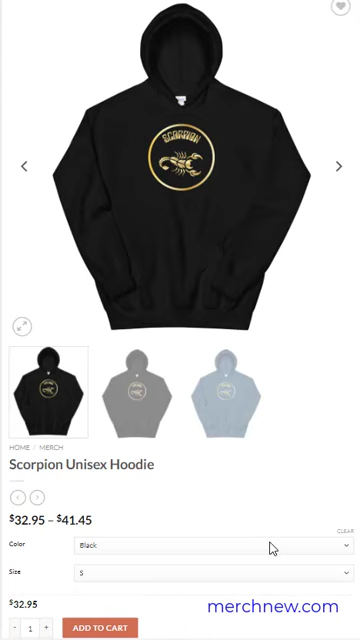 SCORPION
HOME / MERCH
Scorpion Unisex Hoodie
$32.95 – $41.45
CLEAR
Color
Black
Size
S
$32.95
- 1 +
ADD TO CART
merchnew.com